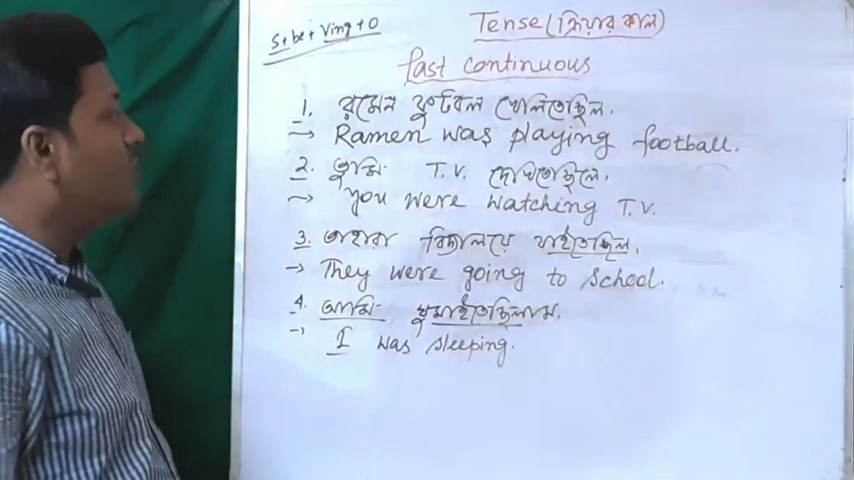 S + be + Ving + O
Tense (ক্রিয়ার কাল)
Past continuous
1. রমেন ফুটবল খেলিতেছিল.
→ Ramen was playing football.
2. তুমি T.V. দেখিতেছিলে.
→ You were watching T.V.
3. তাহারা বিদ্যালয়ে যাইতেছিল.
→ They were going to School.
4. আমি ঘুমাইতেছিলাম.
→ I was sleeping.